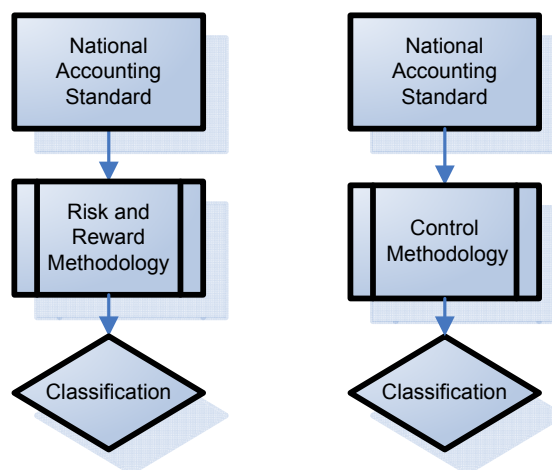 National
Accounting
Standard
Risk and
Reward
Methodology
Classification
National
Accounting
Standard
Control
Methodology
Classification